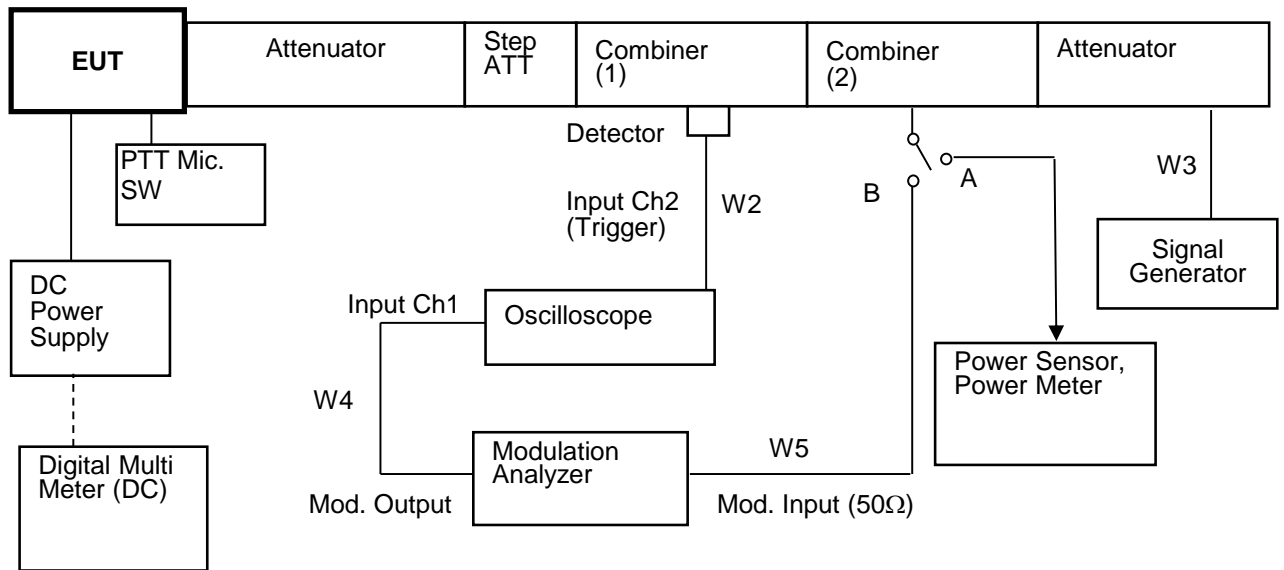 EUT
Attenuator
Step
ATT
Combiner
(1)
Combiner
(2)
Attenuator
Detector
PTT Mic.
SW
A
B
W3
Input Ch2
(Trigger)
W2
Signal
Generator
DC
Power
Supply
Input Ch1
Oscilloscope
Power Sensor,
Power Meter
W4
Modulation
Analyzer
W5
Digital Multi
Meter (DC)
Mod. Output
Mod. Input (50Ω)